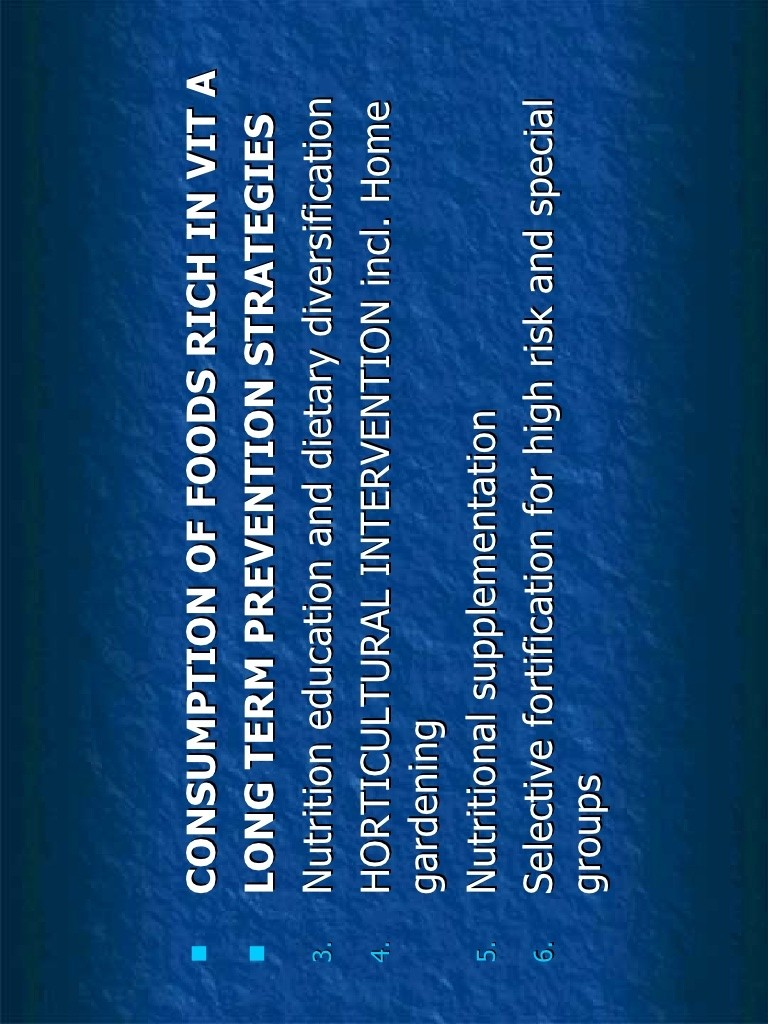 ■ CONSUMPTION OF FOODS RICH IN VIT A
■ LONG TERM PREVENTION STRATEGIES
3. Nutrition education and dietary diversification
4. HORTICULTURAL INTERVENTION incl. Home
gardening
5. Nutritional supplementation
6. Selective fortification for high risk and special
groups